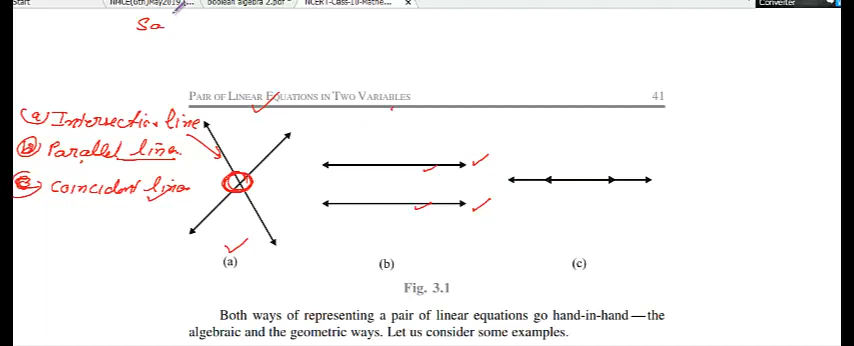 Start
NMCE(6th)May2019 (...
boolean algebra 2.pdf *
NCERT-Class-10-Mathe...
×
Converter
Sa
PAIR OF LINEAR EQUATIONS IN TWO VARIABLES 41
(a) Intersection line
(b) Parallel line
(c) Coincident line
(a) (b) (c)
Fig. 3.1
Both ways of representing a pair of linear equations go hand-in-hand — the
algebraic and the geometric ways. Let us consider some examples.